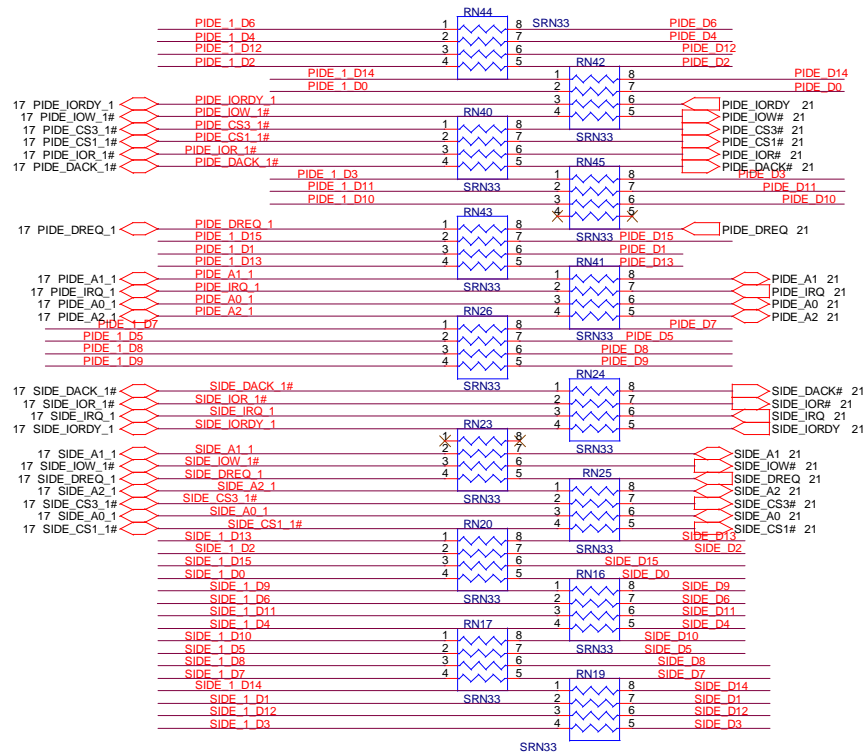 RN44
PIDE_1_D6 1 8 SRN33 PIDE_D6
PIDE_1_D4 2 7 PIDE_D4
PIDE_1_D12 3 6 PIDE_D12
PIDE_1_D2 4 5 PIDE_D2
RN42
PIDE_1_D14 1 8 PIDE_D14
PIDE_1_D0 2 7 PIDE_D0
17 PIDE_IORDY_1 PIDE_IORDY_1 3 6 PIDE_IORDY 21
17 PIDE_IOW_1# PIDE_IOW_1# RN40 4 5 PIDE_IOW# 21
17 PIDE_CS3_1# PIDE_CS3_1# 1 8 SRN33 PIDE_CS3# 21
17 PIDE_CS1_1# PIDE_CS1_1# 2 7 PIDE_CS1# 21
17 PIDE_IOR_1# PIDE_IOR_1# 3 6 PIDE_IOR# 21
17 PIDE_DACK_1# PIDE_DACK_1# 4 5 RN45 PIDE_DACK# 21
PIDE_1_D3 1 8 PIDE_D3
PIDE_1_D11 SRN33 2 7 PIDE_D11
PIDE_1_D10 3 6 PIDE_D10
RN43 4 5
17 PIDE_DREQ_1 PIDE_DREQ_1 1 8 PIDE_DREQ 21
PIDE_1_D15 2 7 SRN33 PIDE_D15
PIDE_1_D1 3 6 PIDE_D1
PIDE_1_D13 4 5 RN41 PIDE_D13
17 PIDE_A1_1 PIDE_A1_1 1 8 PIDE_A1 21
17 PIDE_IRQ_1 PIDE_IRQ_1 SRN33 2 7 PIDE_IRQ 21
17 PIDE_A0_1 PIDE_A0_1 3 6 PIDE_A0 21
17 PIDE_A2_1 PIDE_A2_1 RN26 4 5 PIDE_A2 21
PIDE_1_D7 1 8 PIDE_D7
PIDE_1_D5 2 7 SRN33 PIDE_D5
PIDE_1_D8 3 6 PIDE_D8
PIDE_1_D9 4 5 PIDE_D9
RN24
17 SIDE_DACK_1# SIDE_DACK_1# SRN33 1 8 SIDE_DACK# 21
17 SIDE_IOR_1# SIDE_IOR_1# 2 7 SIDE_IOR# 21
17 SIDE_IRQ_1 SIDE_IRQ_1 3 6 SIDE_IRQ 21
17 SIDE_IORDY_1 SIDE_IORDY_1 RN23 4 5 SIDE_IORDY 21
1 8
17 SIDE_A1_1 SIDE_A1_1 2 7 SRN33 SIDE_A1 21
17 SIDE_IOW_1# SIDE_IOW_1# 3 6 SIDE_IOW# 21
17 SIDE_DREQ_1 SIDE_DREQ_1 4 5 RN25 SIDE_DREQ 21
17 SIDE_A2_1 SIDE_A2_1 1 8 SIDE_A2 21
17 SIDE_CS3_1# SIDE_CS3_1# SRN33 2 7 SIDE_CS3# 21
17 SIDE_A0_1 SIDE_A0_1 3 6 SIDE_A0 21
17 SIDE_CS1_1# SIDE_CS1_1# RN20 4 5 SIDE_CS1# 21
SIDE_1_D13 1 8 SIDE_D13
SIDE_1_D2 2 7 SRN33 SIDE_D2
SIDE_1_D15 3 6 SIDE_D15
SIDE_1_D0 4 5 RN16 SIDE_D0
SIDE_1_D9 1 8 SIDE_D9
SIDE_1_D6 SRN33 2 7 SIDE_D6
SIDE_1_D11 3 6 SIDE_D11
SIDE_1_D4 RN17 4 5 SIDE_D4
SIDE_1_D10 1 8 SIDE_D10
SIDE_1_D5 2 7 SRN33 SIDE_D5
SIDE_1_D8 3 6 SIDE_D8
SIDE_1_D7 4 5 RN19 SIDE_D7
SIDE_1_D14 1 8 SIDE_D14
SIDE_1_D1 SRN33 2 7 SIDE_D1
SIDE_1_D12 3 6 SIDE_D12
SIDE_1_D3 4 5 SIDE_D3
SRN33